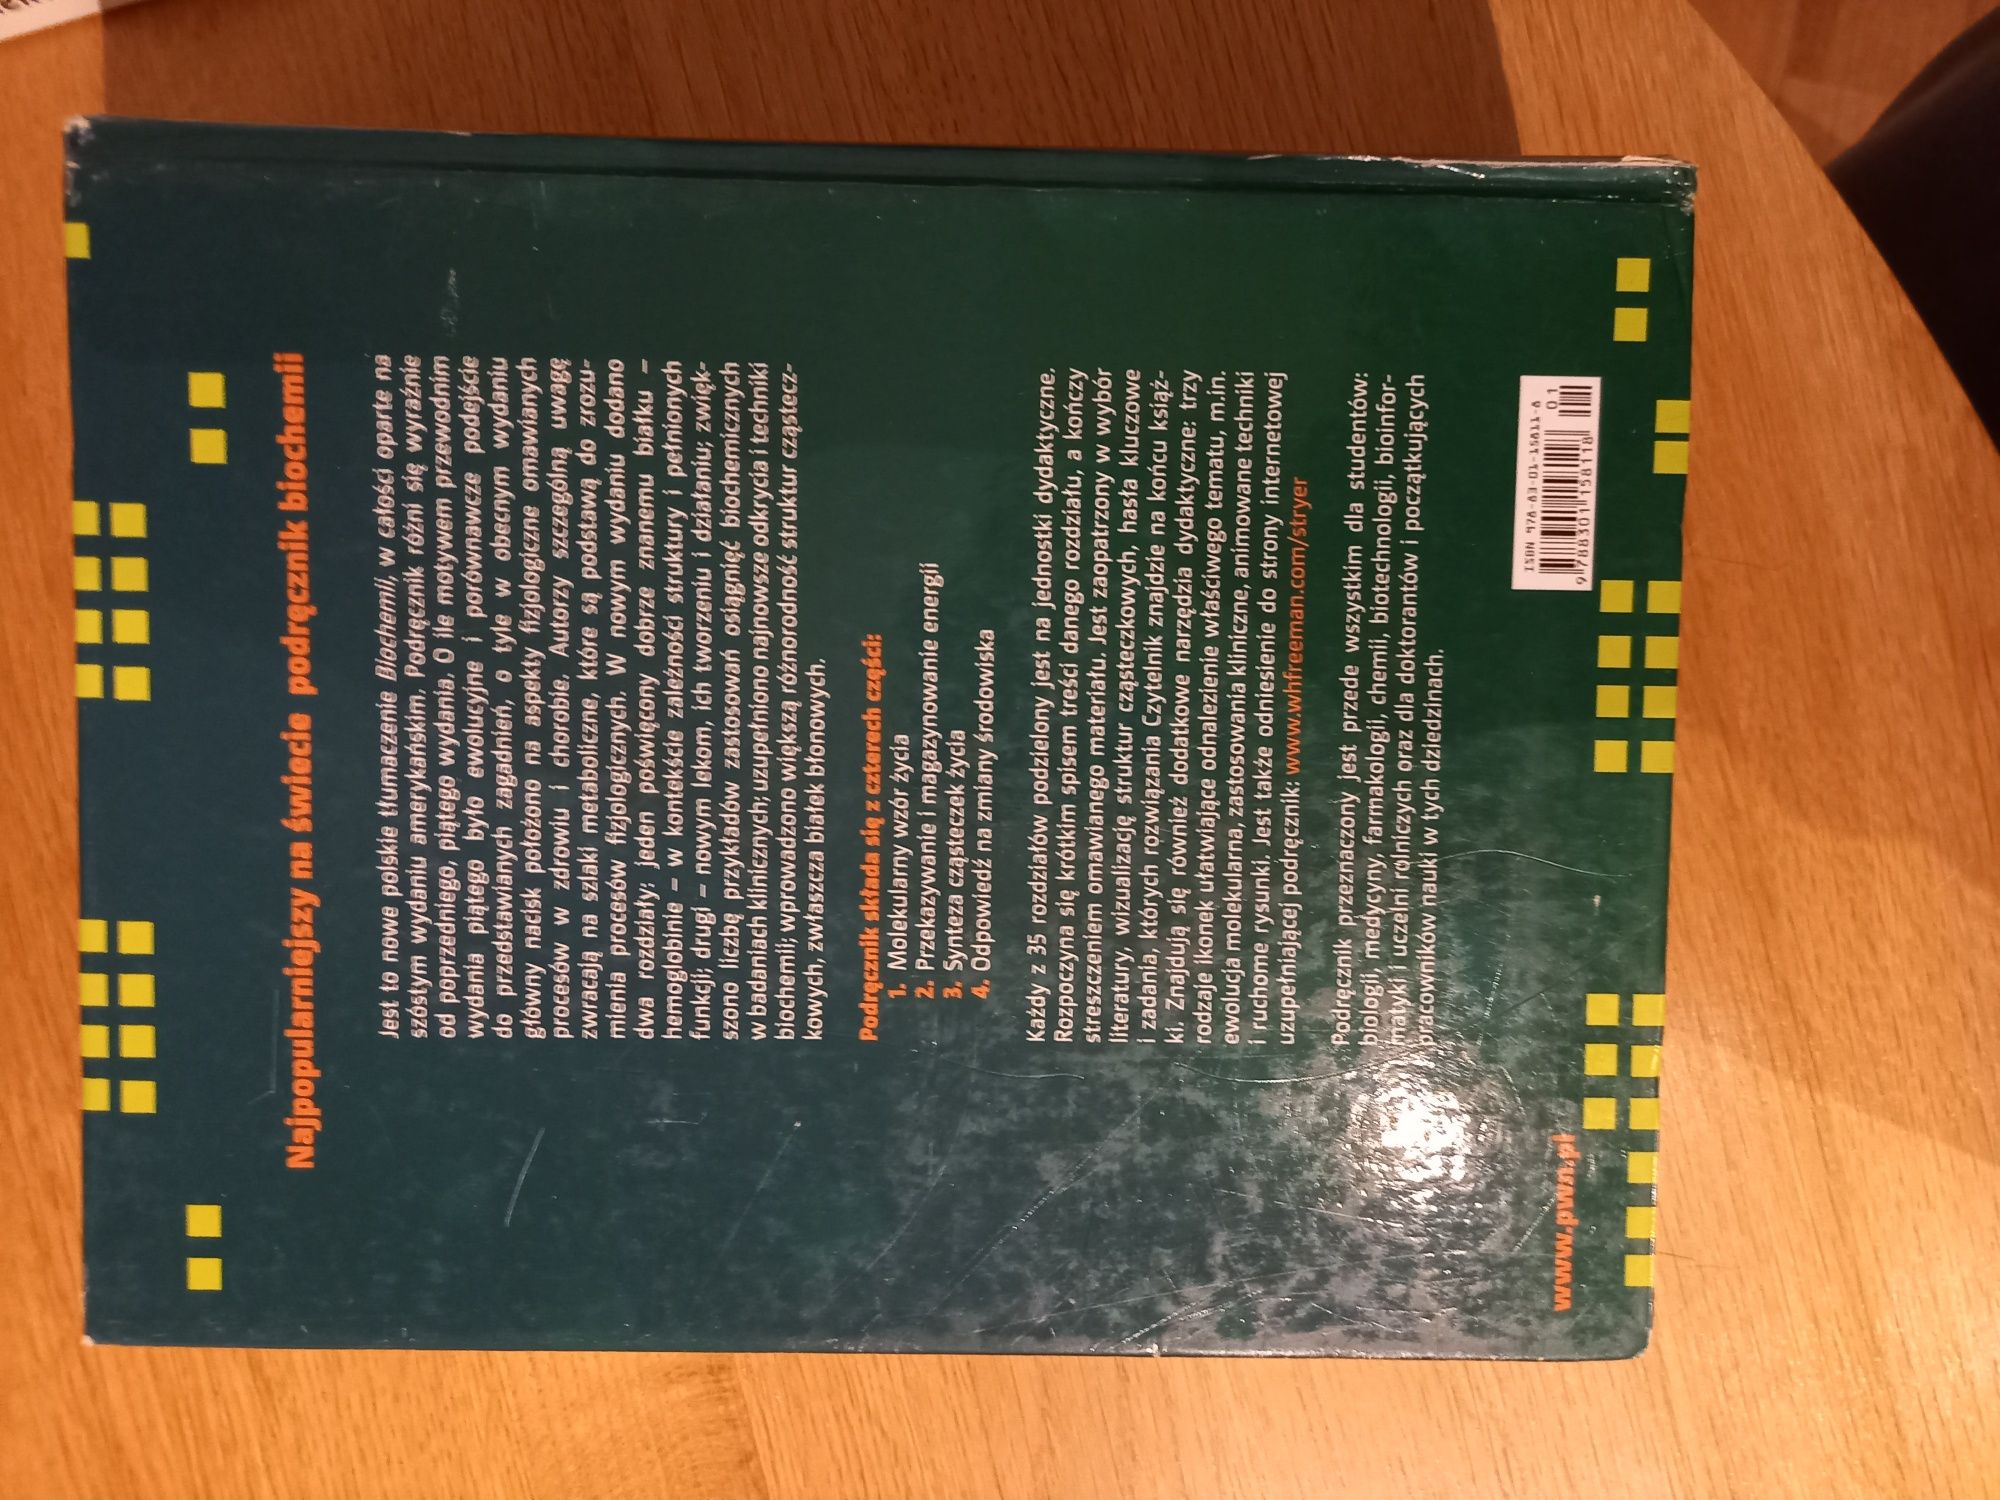 Najpopularniejszy na świecie podręcznik biochemii
Jest to nowe polskie tłumaczenie Biochemii, w całości oparte na
szóstym wydaniu amerykańskim. Podręcznik różni się wyraźnie
od poprzedniego, piątego wydania. O ile motywem przewodnim
wydania piątego było ewolucyjne i porównawcze podejście
do przedstawianych zagadnień, o tyle w obecnym wydaniu
główny nacisk położono na aspekty fizjologiczne omawianych
procesów w zdrowiu i chorobie. Autorzy szczególną uwagę
zwracają na szlaki metaboliczne, które są podstawą do zrozu-
mienia procesów fizjologicznych. W nowym wydaniu dodano
dwa rozdziały: jeden poświęcony dobrze znanemu białku –
hemoglobinie – w kontekście zależności struktury i pełnionych
funkcji; drugi – nowym lekom, ich tworzeniu i działaniu; zwięk-
szono liczbę przykładów zastosowań osiągnięć biochemicznych
w badaniach klinicznych; uzupełniono najnowsze odkrycia i techniki
biochemii; wprowadzono większą różnorodność struktur cząstecz-
kowych, zwłaszcza białek błonowych.
Podręcznik składa się z czterech części:
1. Molekularny wzór życia
2. Przekazywanie i magazynowanie energii
3. Synteza cząsteczek życia
4. Odpowiedź na zmiany środowiska
Każdy z 35 rozdziałów podzielony jest na jednostki dydaktyczne.
Rozpoczyna się krótkim spisem treści danego rozdziału, a kończy
streszczeniem omawianego materiału. Jest zaopatrzony w wybór
literatury, wizualizację struktur cząsteczkowych, hasła kluczowe
i zadania, których rozwiązania Czytelnik znajdzie na końcu książ-
ki. Znajdują się również dodatkowe narzędzia dydaktyczne: trzy
rodzaje ikonek ułatwiające odnalezienie właściwego tematu, m.in.
ewolucja molekularna, zastosowania kliniczne, animowane techniki
i ruchome rysunki. Jest także odniesienie do strony internetowej
uzupełniającej podręcznik: www.whfreeman.com/stryer
Podręcznik przeznaczony jest przede wszystkim dla studentów:
biologii, medycyny, farmakologii, chemii, biotechnologii, bioinfor-
matyki i uczelni rolniczych oraz dla doktorantów i początkujących
pracowników nauki w tych dziedzinach.
www.pwn.pl
ISBN 978-83-01-15811-8
01
9 788301 158118